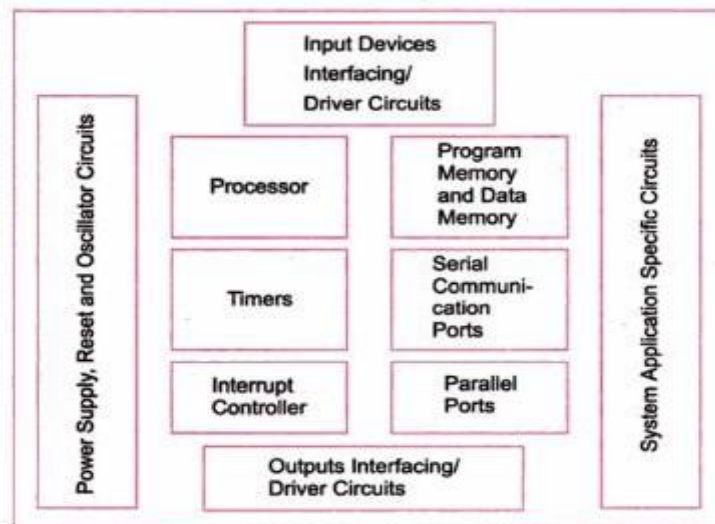 Input Devices
Interfacing/
Driver Circuits
Power Supply, Reset and Oscillator Circuits
Processor
Program
Memory
and Data
Memory
System Application Specific Circuits
Timers
Serial
Communi-
cation
Ports
Interrupt
Controller
Parallel
Ports
Outputs Interfacing/
Driver Circuits